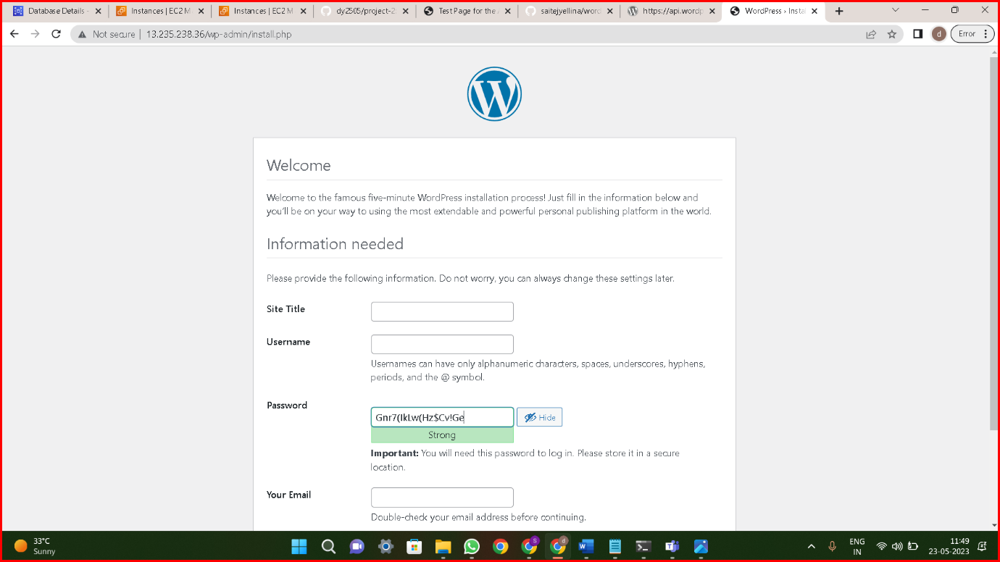 Database Details -
Instances | EC2 M
Instances | EC2 M
dy2505/project-2
Test Page for the A
saitejyellina/word
https://api.wordp
WordPress › Instal
Not secure | 13.235.238.36/wp-admin/install.php
d
Error
Welcome
Welcome to the famous five-minute WordPress installation process! Just fill in the information below and
you'll be on your way to using the most extendable and powerful personal publishing platform in the world.
Information needed
Please provide the following information. Do not worry, you can always change these settings later.
Site Title
Username
Usernames can have only alphanumeric characters, spaces, underscores, hyphens,
periods, and the @ symbol.
Password
Gnr7(IkLw(Hz$Cv!Ge
Hide
Strong
Important: You will need this password to log in. Please store it in a secure
location.
Your Email
Double-check your email address before continuing.
33°C
Sunny
ENG
IN
11:49
23-05-2023